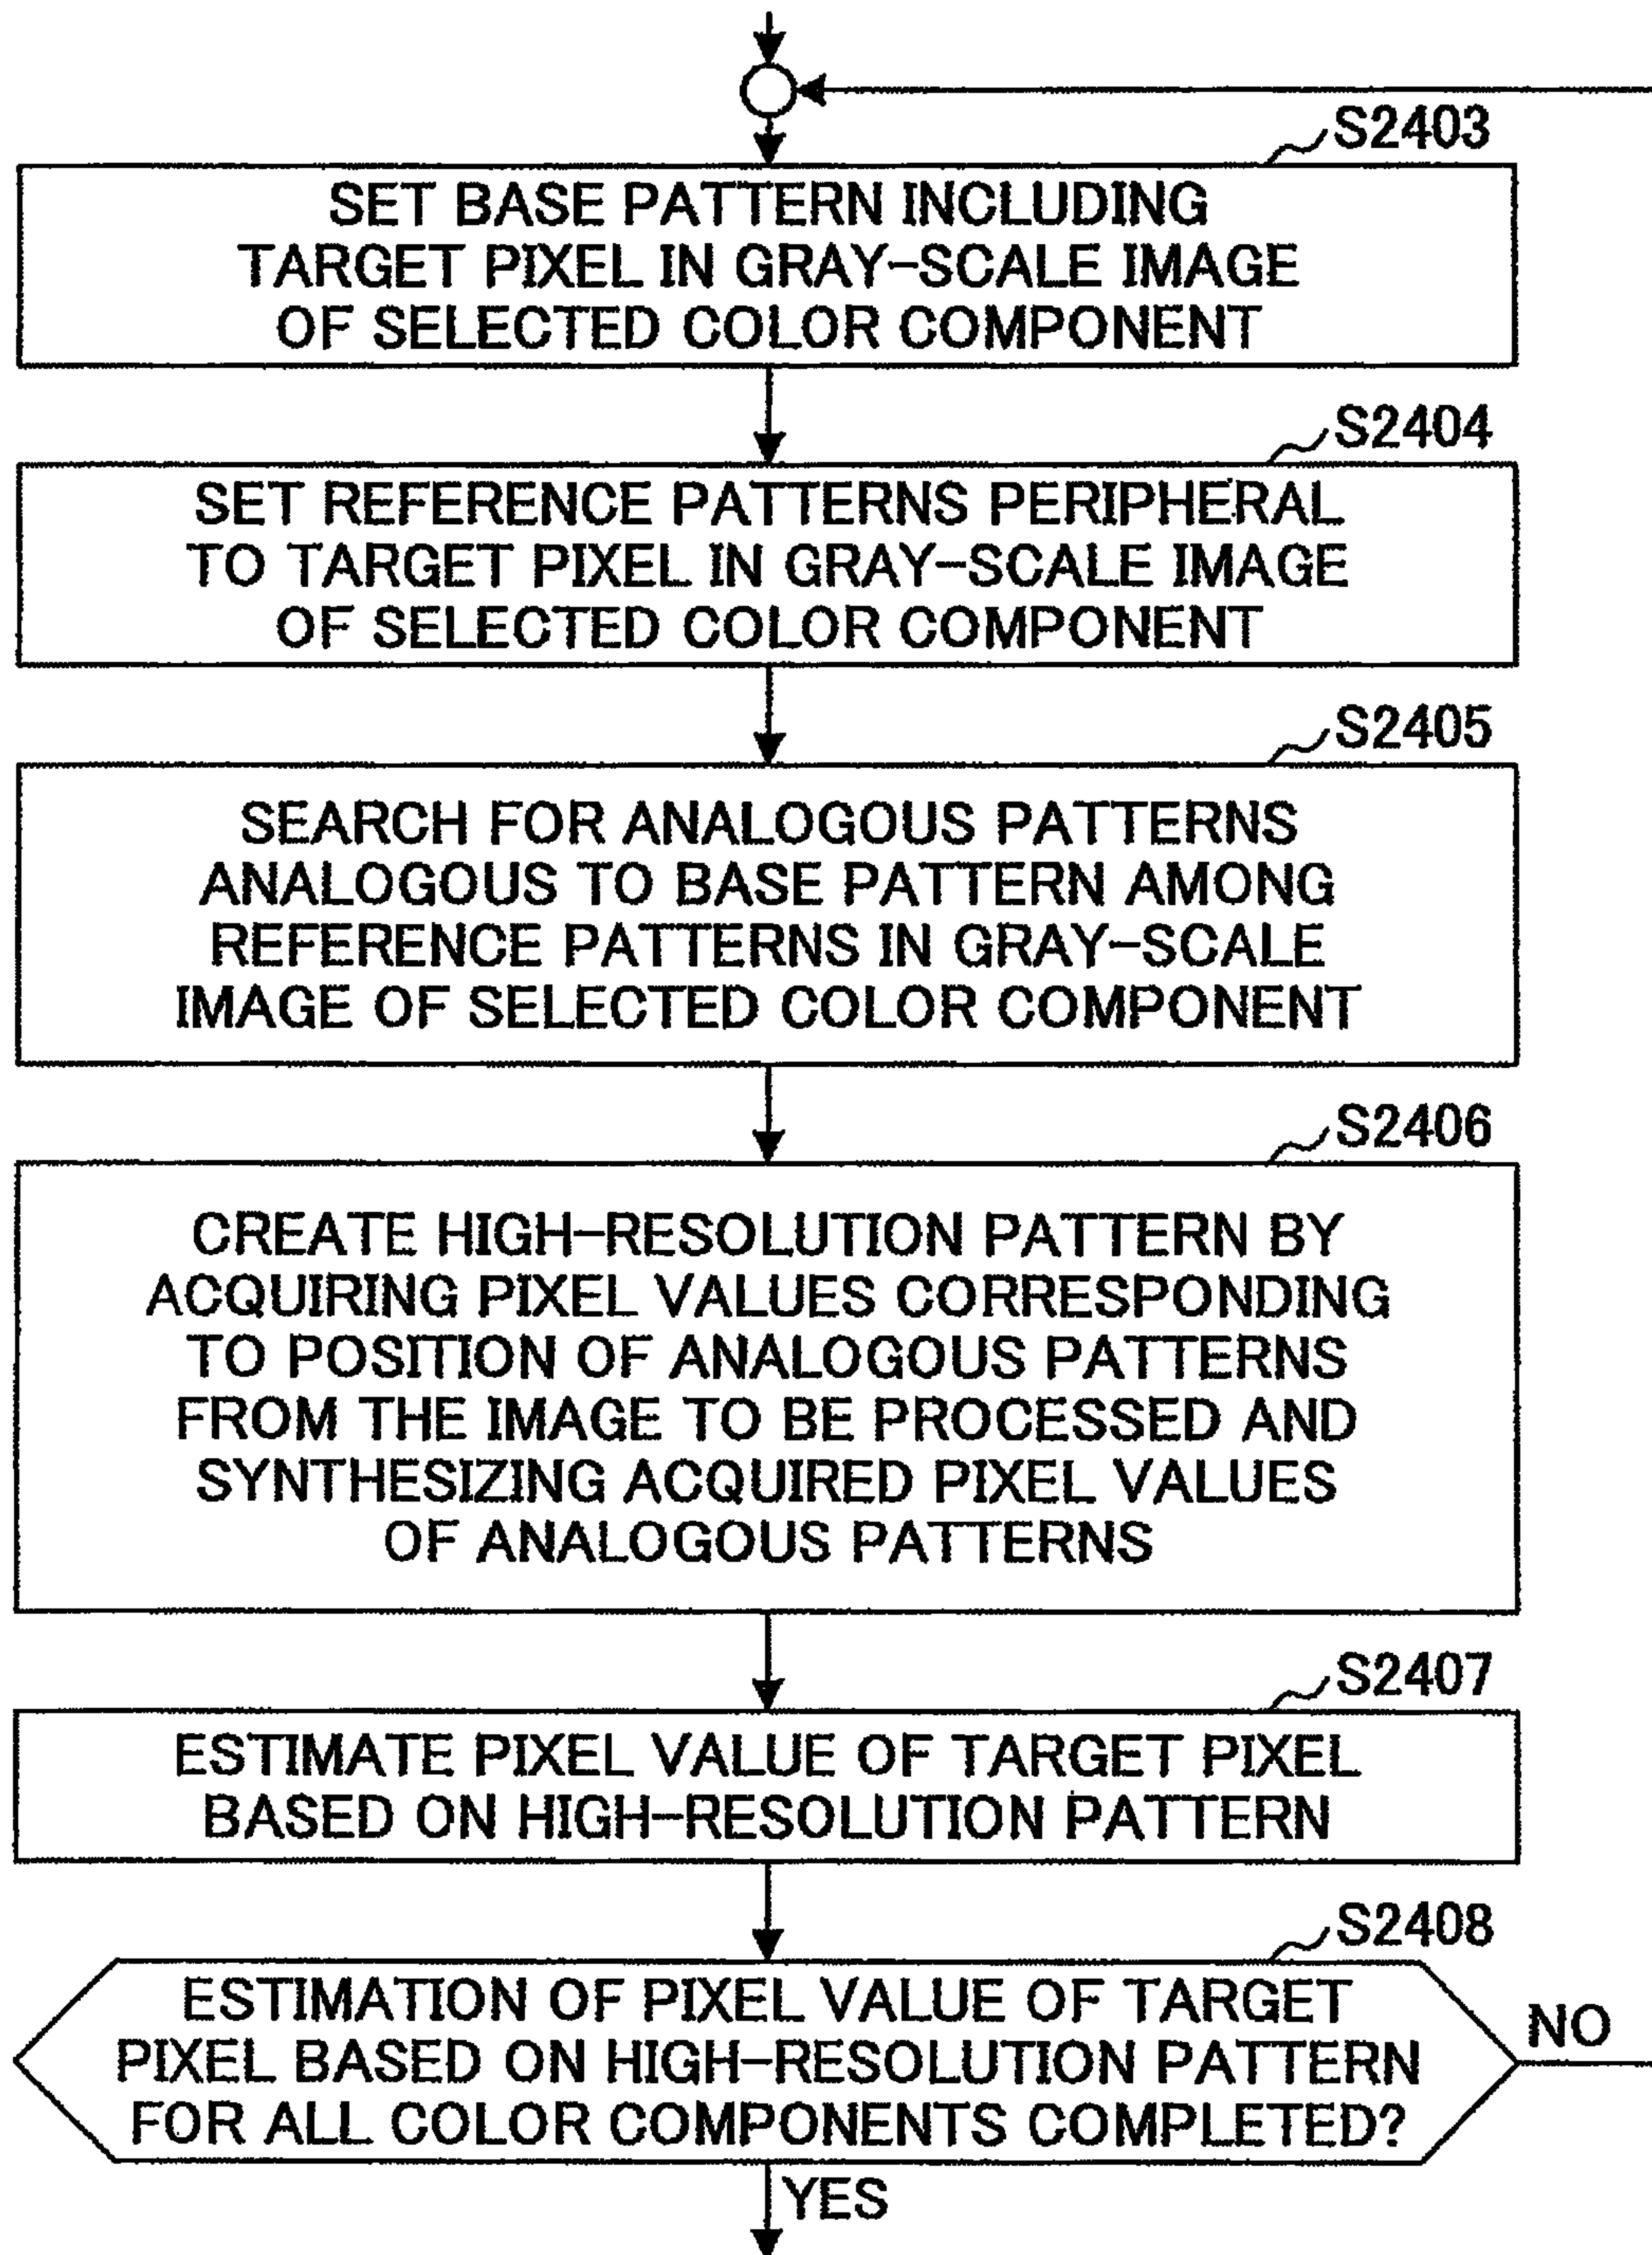 S2403
SET BASE PATTERN INCLUDING
TARGET PIXEL IN GRAY-SCALE IMAGE
OF SELECTED COLOR COMPONENT
S2404
SET REFERENCE PATTERNS PERIPHERAL
TO TARGET PIXEL IN GRAY-SCALE IMAGE
OF SELECTED COLOR COMPONENT
S2405
SEARCH FOR ANALOGOUS PATTERNS
ANALOGOUS TO BASE PATTERN AMONG
REFERENCE PATTERNS IN GRAY-SCALE
IMAGE OF SELECTED COLOR COMPONENT
S2406
CREATE HIGH-RESOLUTION PATTERN BY
ACQUIRING PIXEL VALUES CORRESPONDING
TO POSITION OF ANALOGOUS PATTERNS
FROM THE IMAGE TO BE PROCESSED AND
SYNTHESIZING ACQUIRED PIXEL VALUES
OF ANALOGOUS PATTERNS
S2407
ESTIMATE PIXEL VALUE OF TARGET PIXEL
BASED ON HIGH-RESOLUTION PATTERN
S2408
ESTIMATION OF PIXEL VALUE OF TARGET
PIXEL BASED ON HIGH-RESOLUTION PATTERN
FOR ALL COLOR COMPONENTS COMPLETED?
NO
YES